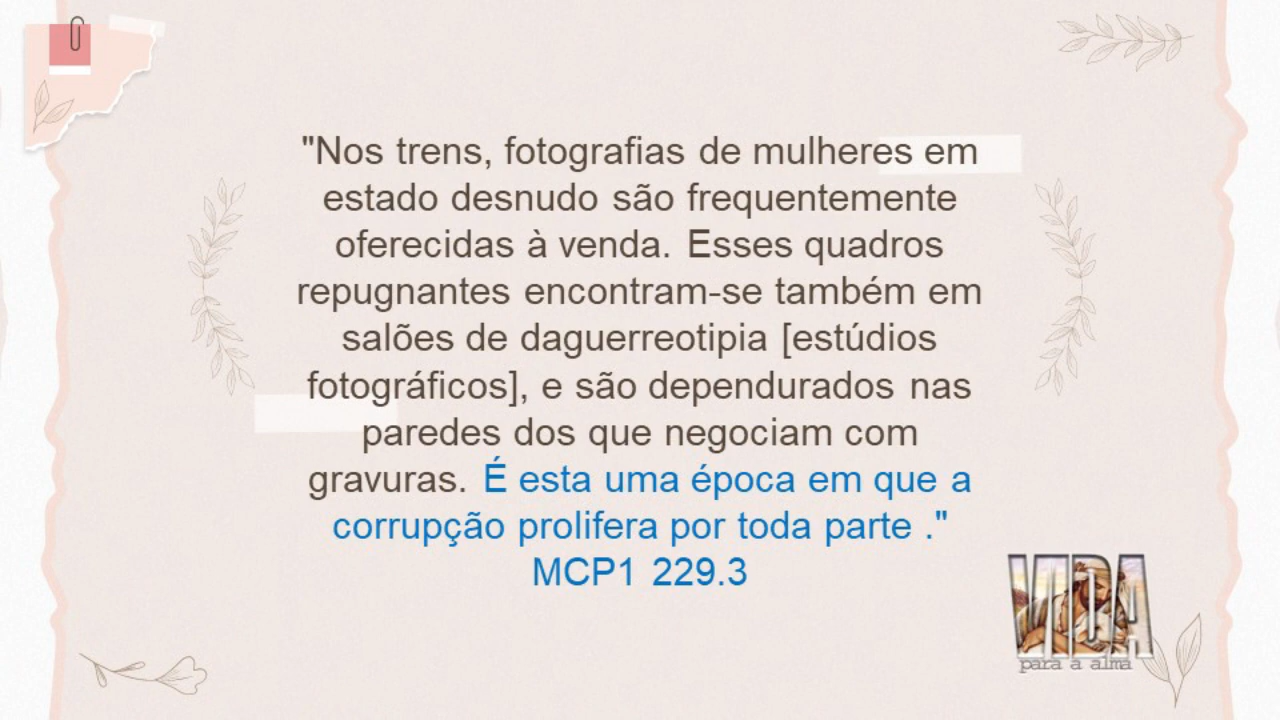 "Nos trens, fotografias de mulheres em
estado desnudo são frequentemente
oferecidas à venda. Esses quadros
repugnantes encontram-se também em
salões de daguerreotipia [estúdios
fotográficos], e são dependurados nas
paredes dos que negociam com
gravuras. É esta uma época em que a
corrupção prolifera por toda parte ."
MCP1 229.3
VIDA
para a alma